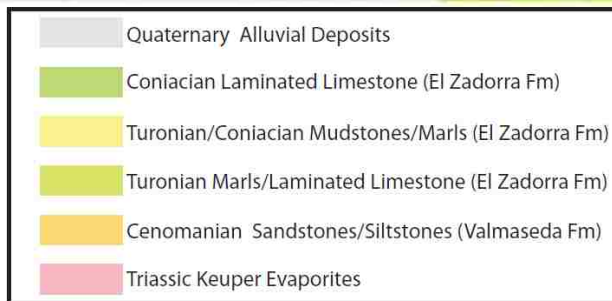 Quaternary Alluvial Deposits
Coniacian Laminated Limestone (El Zadorra Fm)
Turonian/Coniacian Mudstones/Marls (El Zadorra Fm)
Turonian Marls/Laminated Limestone (El Zadorra Fm)
Cenomanian Sandstones/Siltstones (Valmaseda Fm)
Triassic Keuper Evaporites